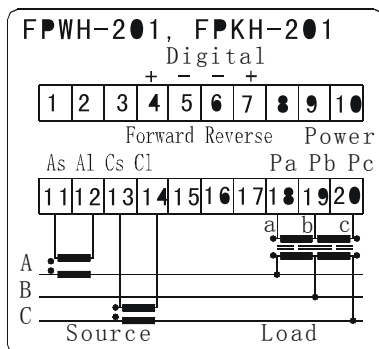 FPWH-201, FPKH-201
Digital
+ - - +
1 2 3 4 5 6 7 8 9 10
Forward Reverse Power
As Al Cs Cl Pa Pb Pc
11 12 13 14 15 16 17 18 19 20
a b c
A
B
C
Source Load